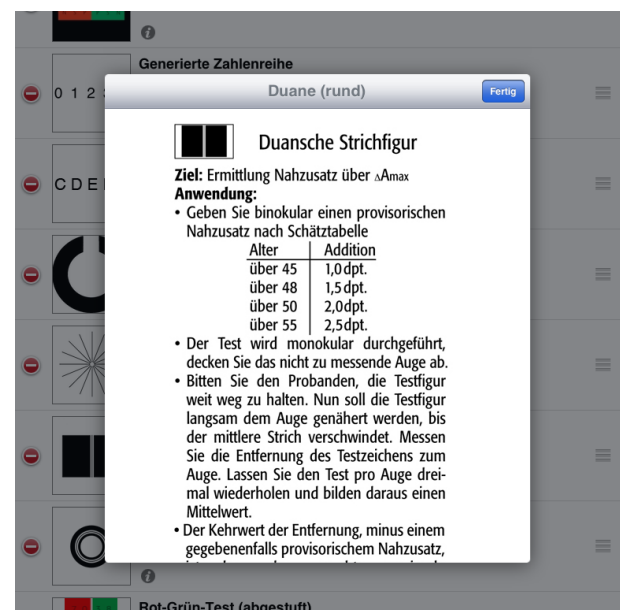 Generierte Zahlenreihe
0 1 2
Duane (rund)
Fertig
Duansche Strichfigur
Ziel: Ermittlung Nahzusatz über ΔAmax
Anwendung:
• Geben Sie binokular einen provisorischen
Nahzusatz nach Schätztabelle
Alter Addition
über 45 1,0 dpt.
über 48 1,5 dpt.
über 50 2,0 dpt.
über 55 2,5 dpt.
C D E
• Der Test wird monokular durchgeführt,
decken Sie das nicht zu messende Auge ab.
• Bitten Sie den Probanden, die Testfigur
weit weg zu halten. Nun soll die Testfigur
langsam dem Auge genähert werden, bis
der mittlere Strich verschwindet. Messen
Sie die Entfernung des Testzeichens zum
Auge. Lassen Sie den Test pro Auge drei-
mal wiederholen und bilden daraus einen
Mittelwert.
• Der Kehrwert der Entfernung, minus einem
gegebenenfalls provisorischem Nahzusatz,
Rot-Grün-Test (abgestuft)